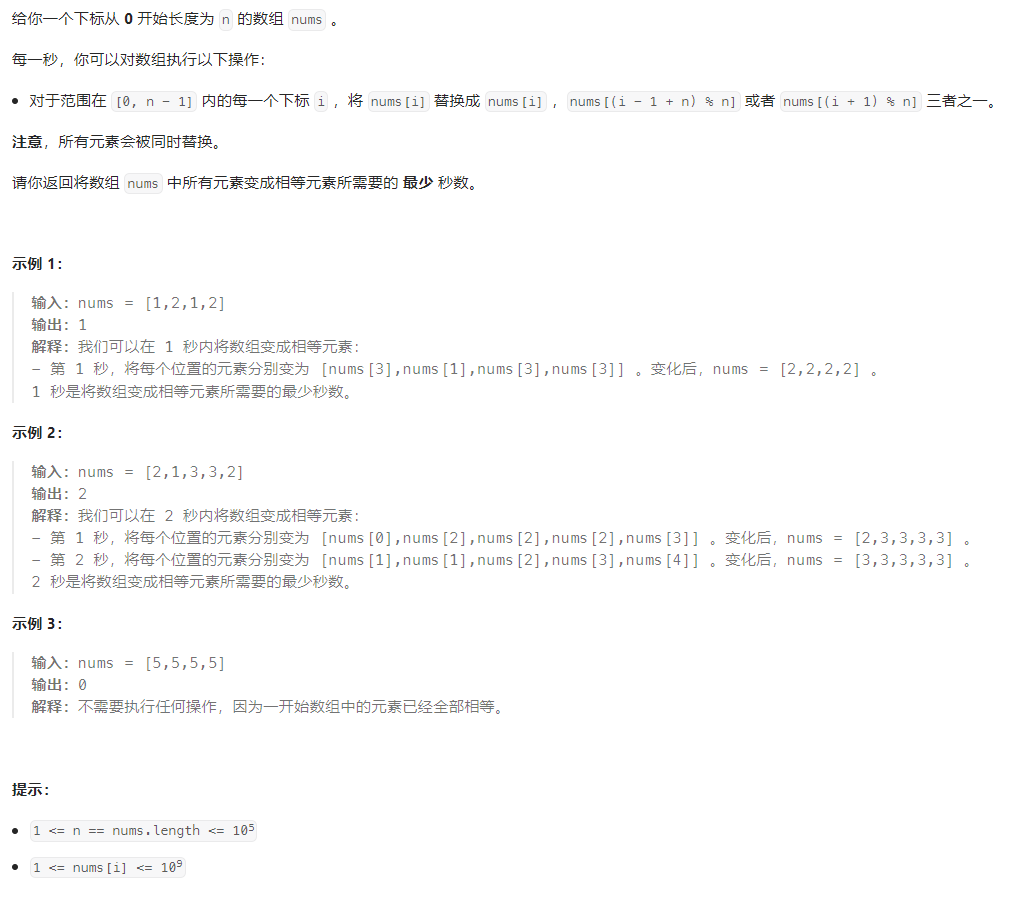 给你一个下标从 0 开始长度为 n 的数组 nums 。
每一秒，你可以对数组执行以下操作：
• 对于范围在 [0, n - 1] 内的每一个下标 i ，将 nums[i] 替换成 nums[i] ，nums[(i - 1 + n) % n] 或者 nums[(i + 1) % n] 三者之一。
注意，所有元素会被同时替换。
请你返回将数组 nums 中所有元素变成相等元素所需要的 最少 秒数。
示例 1：
输入：nums = [1,2,1,2]
输出：1
解释：我们可以在 1 秒内将数组变成相等元素：
- 第 1 秒，将每个位置的元素分别变为 [nums[3],nums[1],nums[3],nums[3]] 。变化后，nums = [2,2,2,2] 。
1 秒是将数组变成相等元素所需要的最少秒数。
示例 2：
输入：nums = [2,1,3,3,2]
输出：2
解释：我们可以在 2 秒内将数组变成相等元素：
- 第 1 秒，将每个位置的元素分别变为 [nums[0],nums[2],nums[2],nums[2],nums[3]] 。变化后，nums = [2,3,3,3,3] 。
- 第 2 秒，将每个位置的元素分别变为 [nums[1],nums[1],nums[2],nums[3],nums[4]] 。变化后，nums = [3,3,3,3,3] 。
2 秒是将数组变成相等元素所需要的最少秒数。
示例 3：
输入：nums = [5,5,5,5]
输出：0
解释：不需要执行任何操作，因为一开始数组中的元素已经全部相等。
提示：
• 1 <= n == nums.length <= 10⁵
• 1 <= nums[i] <= 10⁹